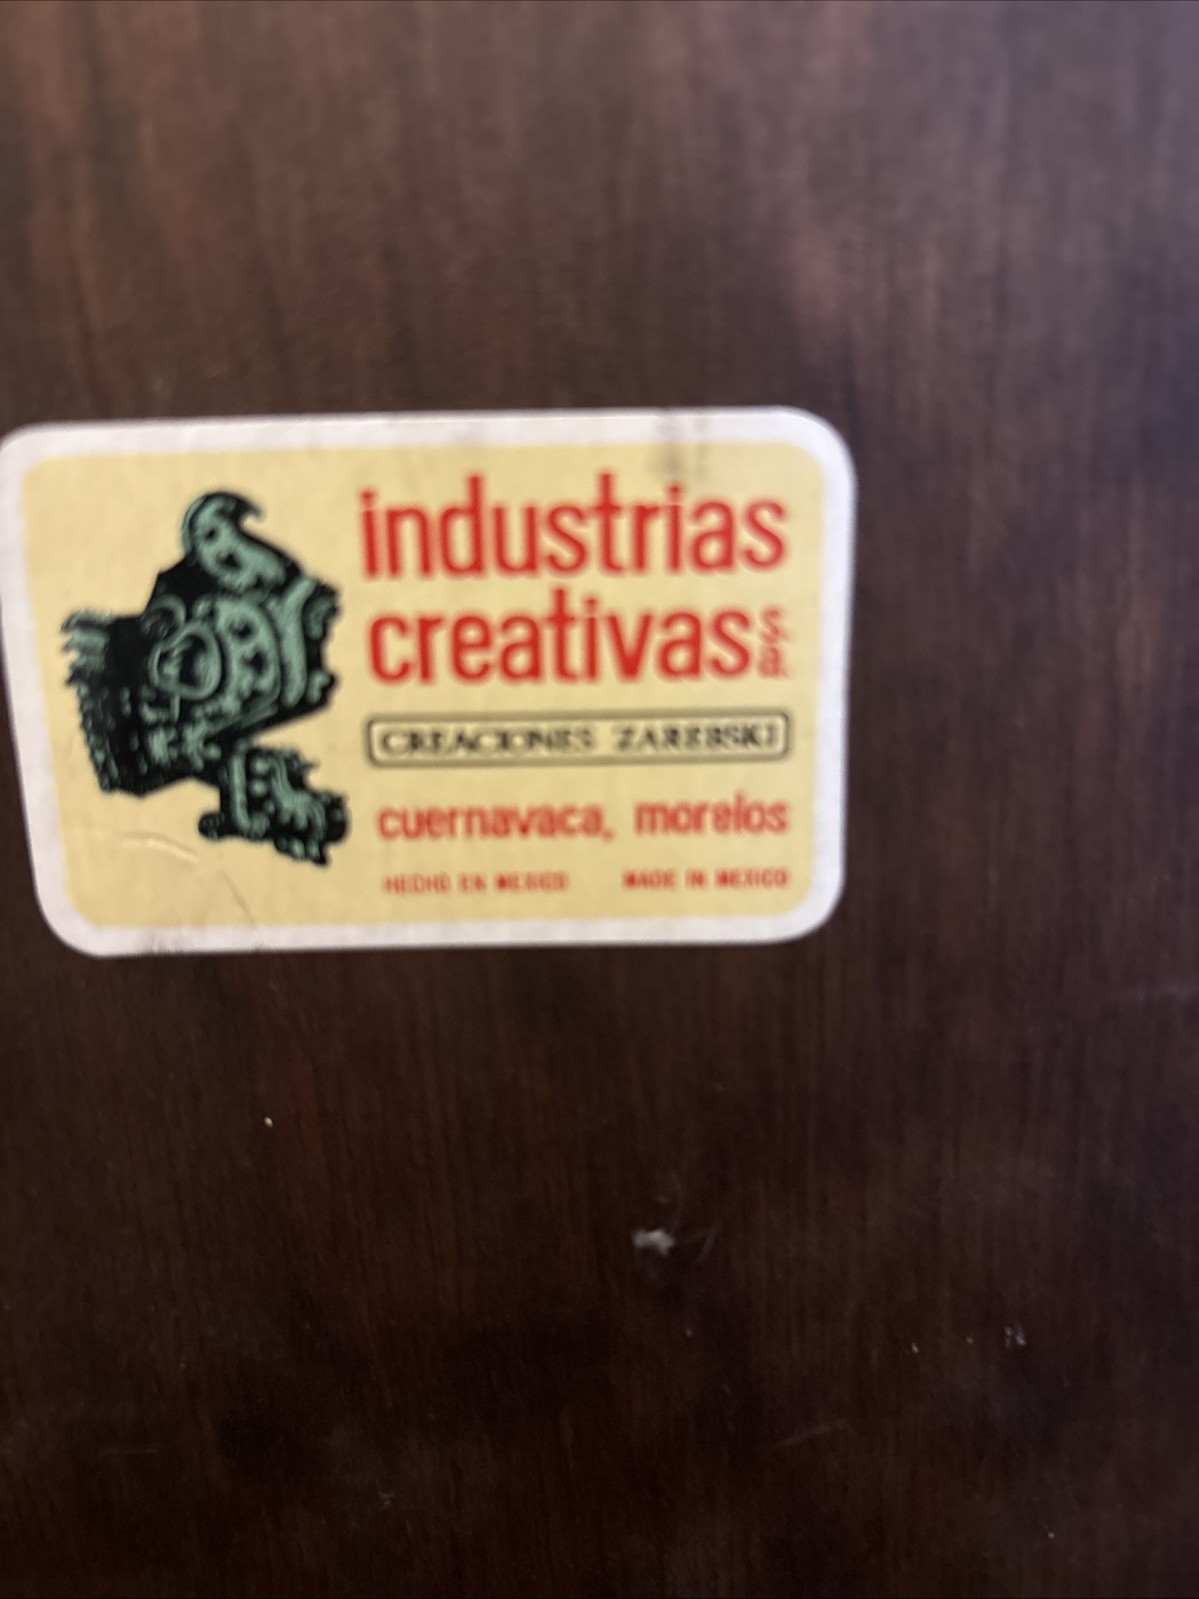 industrias
creativas s.a.
CREACIONES ZAREBSKI
cuernavaca, morelos
HECHO EN MEXICO MADE IN MEXICO